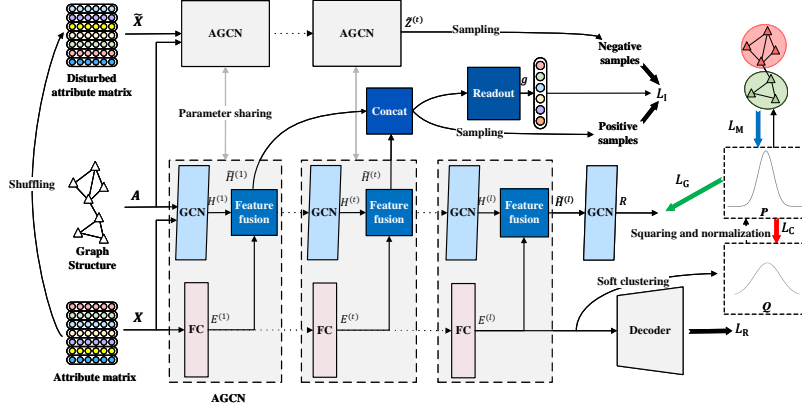 X̃
AGCN
AGCN
Z̃^(t)
Sampling
Disturbed
attribute matrix
Negative
samples
Parameter sharing
Concat
Readout
g
L_I
Sampling
Positive
samples
L_M
Shuffling
A
Graph
Structure
GCN
H^(1)
H̃^(1)
Feature
fusion
GCN
H^(t)
H̃^(t)
Feature
fusion
GCN
H^(l)
Feature
fusion
H̃^(l)
GCN
R
L_G
P
L_C
Squaring and normalization
Soft clustering
Q
X
Attribute matrix
FC
E^(1)
FC
E^(t)
FC
E^(l)
Decoder
L_R
AGCN